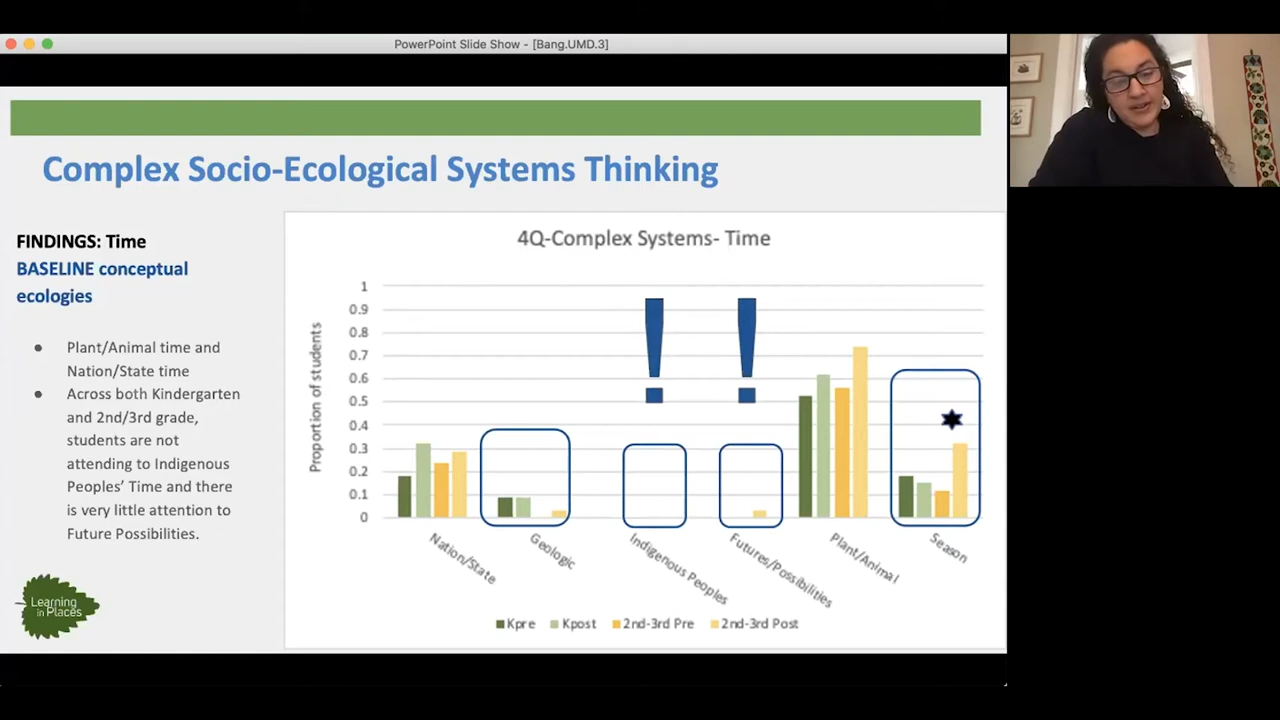 PowerPoint Slide Show - [Bang.UMD.3]
Complex Socio-Ecological Systems Thinking
FINDINGS: Time
BASELINE conceptual
ecologies
● Plant/Animal time and
Nation/State time
● Across both Kindergarten
and 2nd/3rd grade,
students are not
attending to Indigenous
Peoples' Time and there
is very little attention to
Future Possibilities.
Learning
in Places
4Q-Complex Systems- Time
Proportion of students
1
0.9
0.8
0.7
0.6
0.5
0.4
0.3
0.2
0.1
0
! !
Nation/State
Geologic
Indigenous Peoples
Futures/Possibilities
Plant/Animal
Season
Kpre Kpost 2nd-3rd Pre 2nd-3rd Post